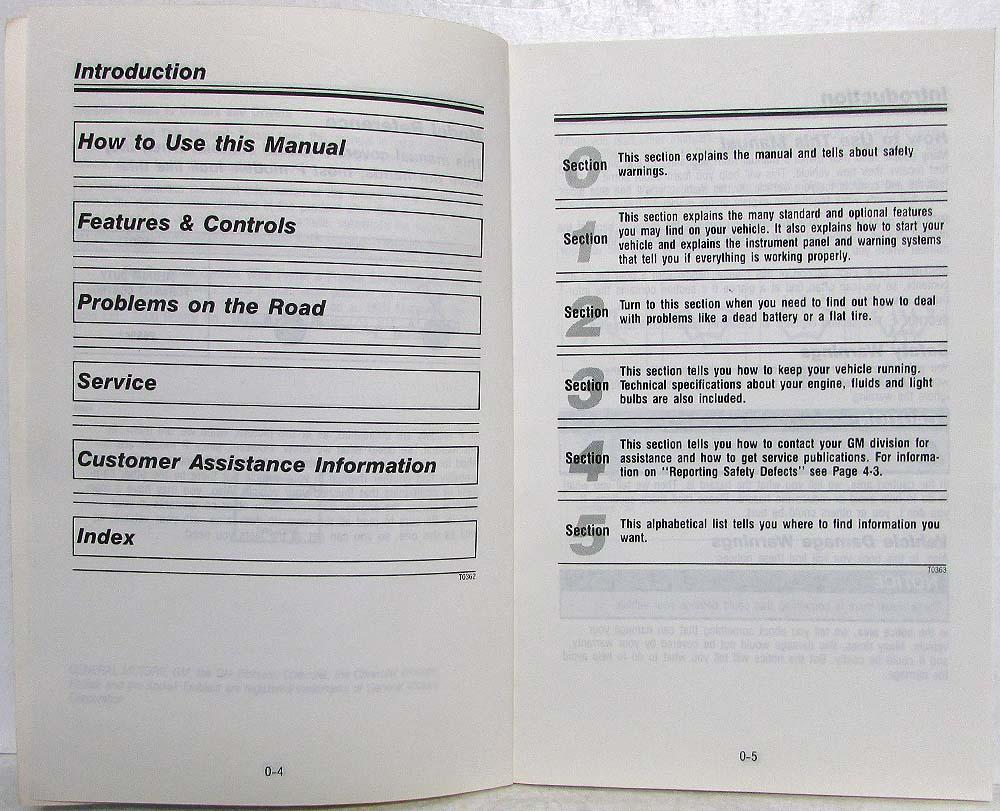 Introduction
How to Use this Manual
Features & Controls
Problems on the Road
Service
Customer Assistance Information
Index
T0362
0-4
Section 0
This section explains the manual and tells about safety
warnings.
Section 1
This section explains the many standard and optional features
you may find on your vehicle. It also explains how to start your
vehicle and explains the instrument panel and warning systems
that tell you if everything is working properly.
Section 2
Turn to this section when you need to find out how to deal
with problems like a dead battery or a flat tire.
Section 3
This section tells you how to keep your vehicle running.
Technical specifications about your engine, fluids and light
bulbs are also included.
Section 4
This section tells you how to contact your GM division for
assistance and how to get service publications. For informa-
tion on "Reporting Safety Defects" see Page 4-3.
Section 5
This alphabetical list tells you where to find information you
want.
T0363
0-5